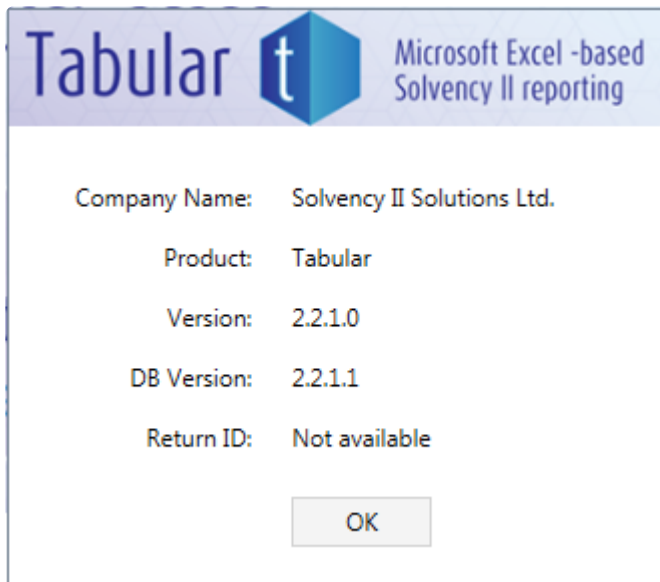 Tabular t Microsoft Excel -based
Solvency II reporting
Company Name: Solvency II Solutions Ltd.
Product: Tabular
Version: 2.2.1.0
DB Version: 2.2.1.1
Return ID: Not available
OK